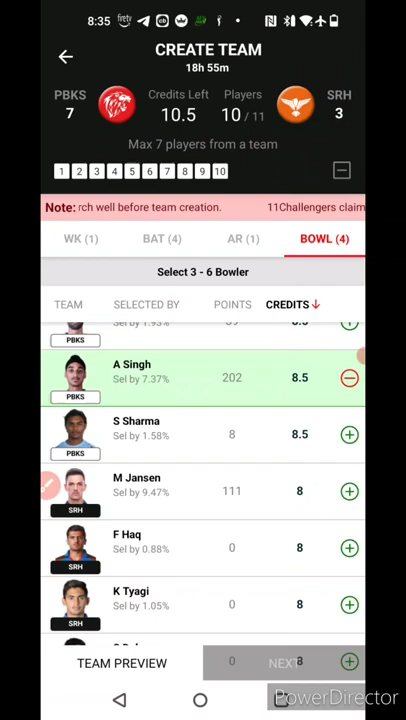 8:35
CREATE TEAM
18h 55m
PBKS
Credits Left
Players
SRH
7
10.5
10 / 11
3
Max 7 players from a team
1 2 3 4 5 6 7 8 9 10
Note: rch well before team creation. 11Challengers claim
WK (1) BAT (4) AR (1) BOWL (4)
Select 3 - 6 Bowler
TEAM SELECTED BY POINTS CREDITS
PBKS
A Singh
Sel by 7.37%
202
8.5
PBKS
S Sharma
Sel by 1.58%
8
8.5
PBKS
M Jansen
Sel by 9.47%
111
8
SRH
F Haq
Sel by 0.88%
0
8
SRH
K Tyagi
Sel by 1.05%
0
8
SRH
0
8
TEAM PREVIEW
NEXT
PowerDirector